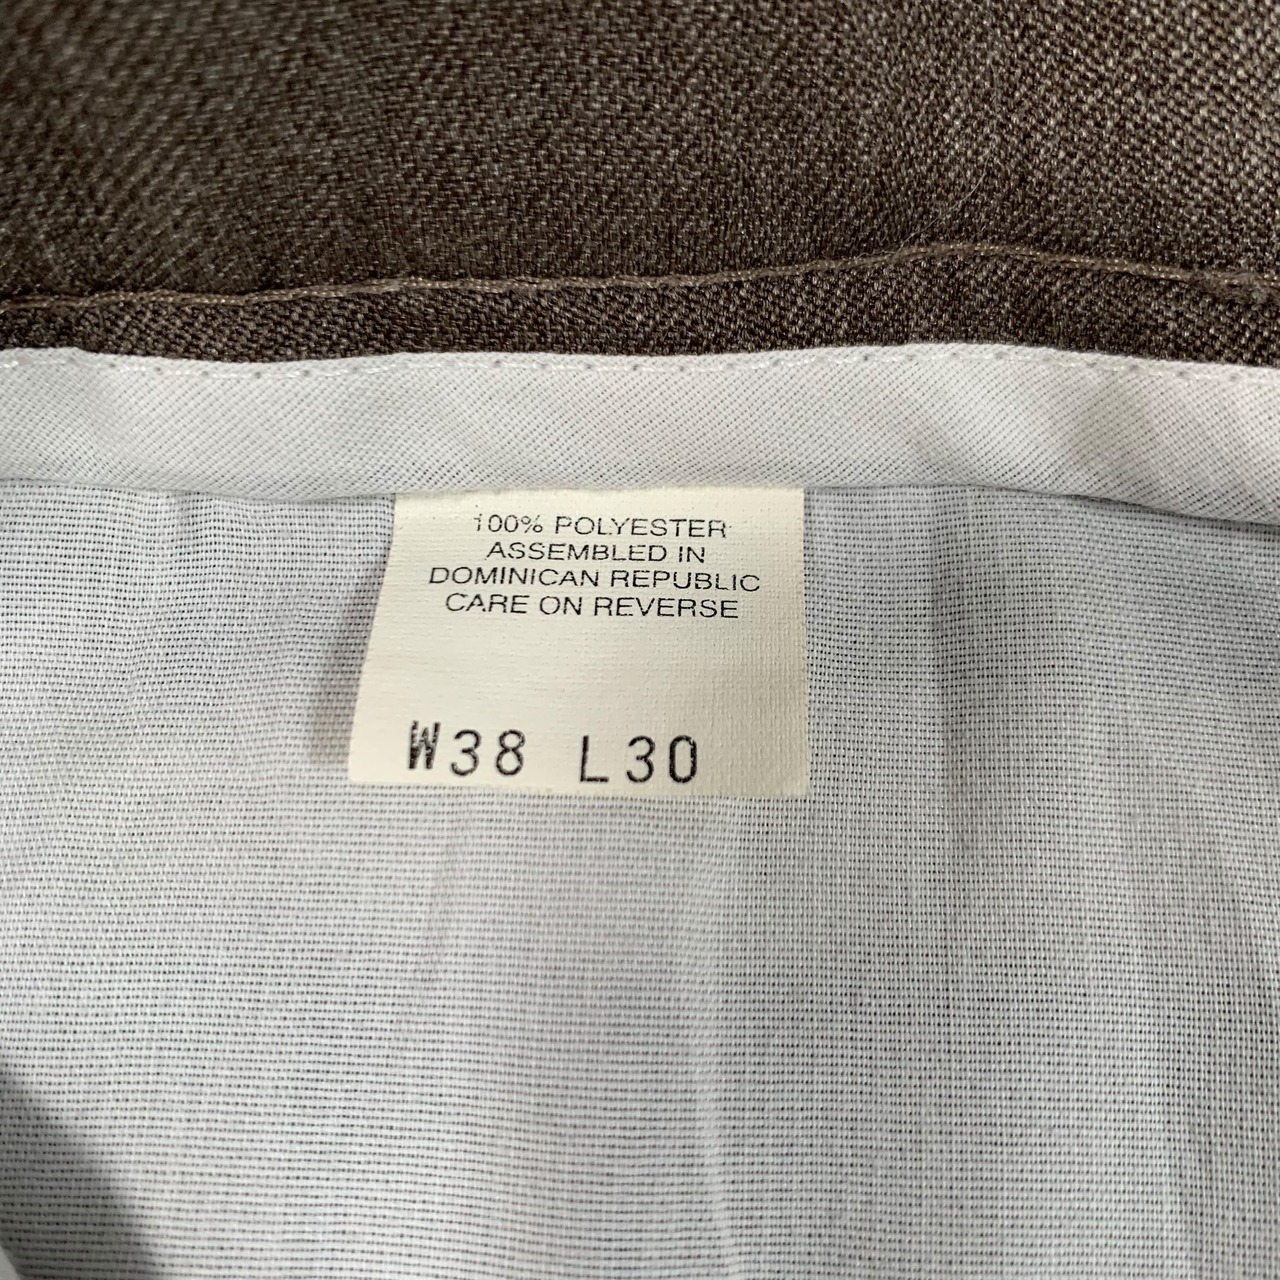 100% POLYESTER
ASSEMBLED IN
DOMINICAN REPUBLIC
CARE ON REVERSE
W38 L30